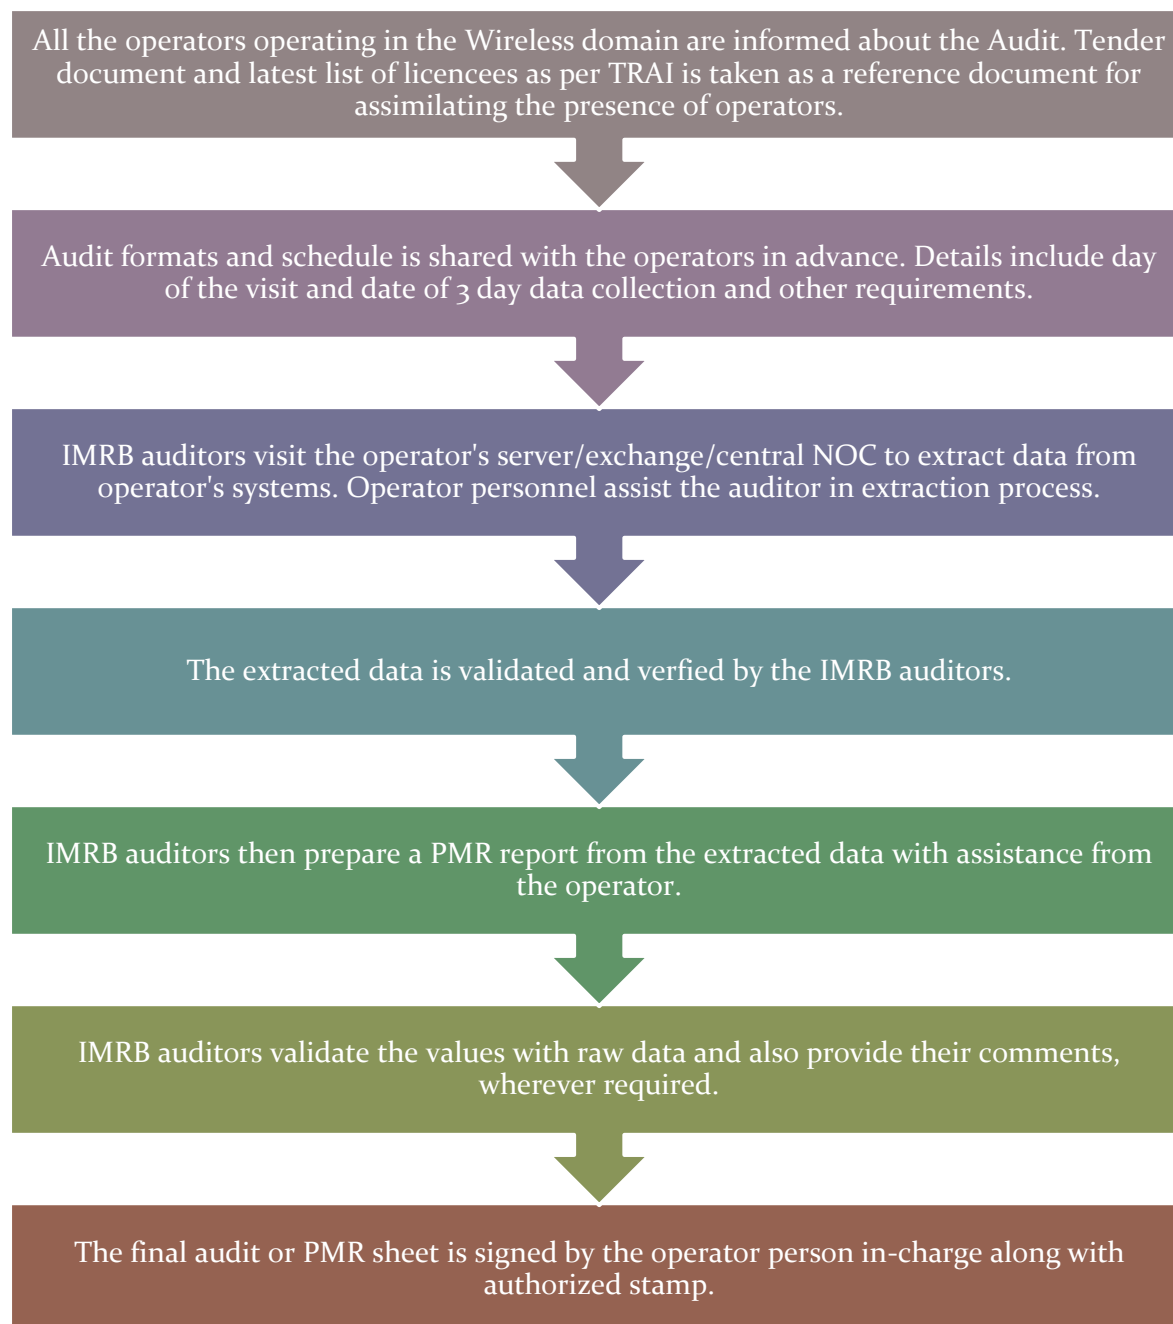 All the operators operating in the Wireless domain are informed about the Audit. Tender
document and latest list of licencees as per TRAI is taken as a reference document for
assimilating the presence of operators.
Audit formats and schedule is shared with the operators in advance. Details include day
of the visit and date of 3 day data collection and other requirements.
IMRB auditors visit the operator's server/exchange/central NOC to extract data from
operator's systems. Operator personnel assist the auditor in extraction process.
The extracted data is validated and verfied by the IMRB auditors.
IMRB auditors then prepare a PMR report from the extracted data with assistance from
the operator.
IMRB auditors validate the values with raw data and also provide their comments,
wherever required.
The final audit or PMR sheet is signed by the operator person in-charge along with
authorized stamp.